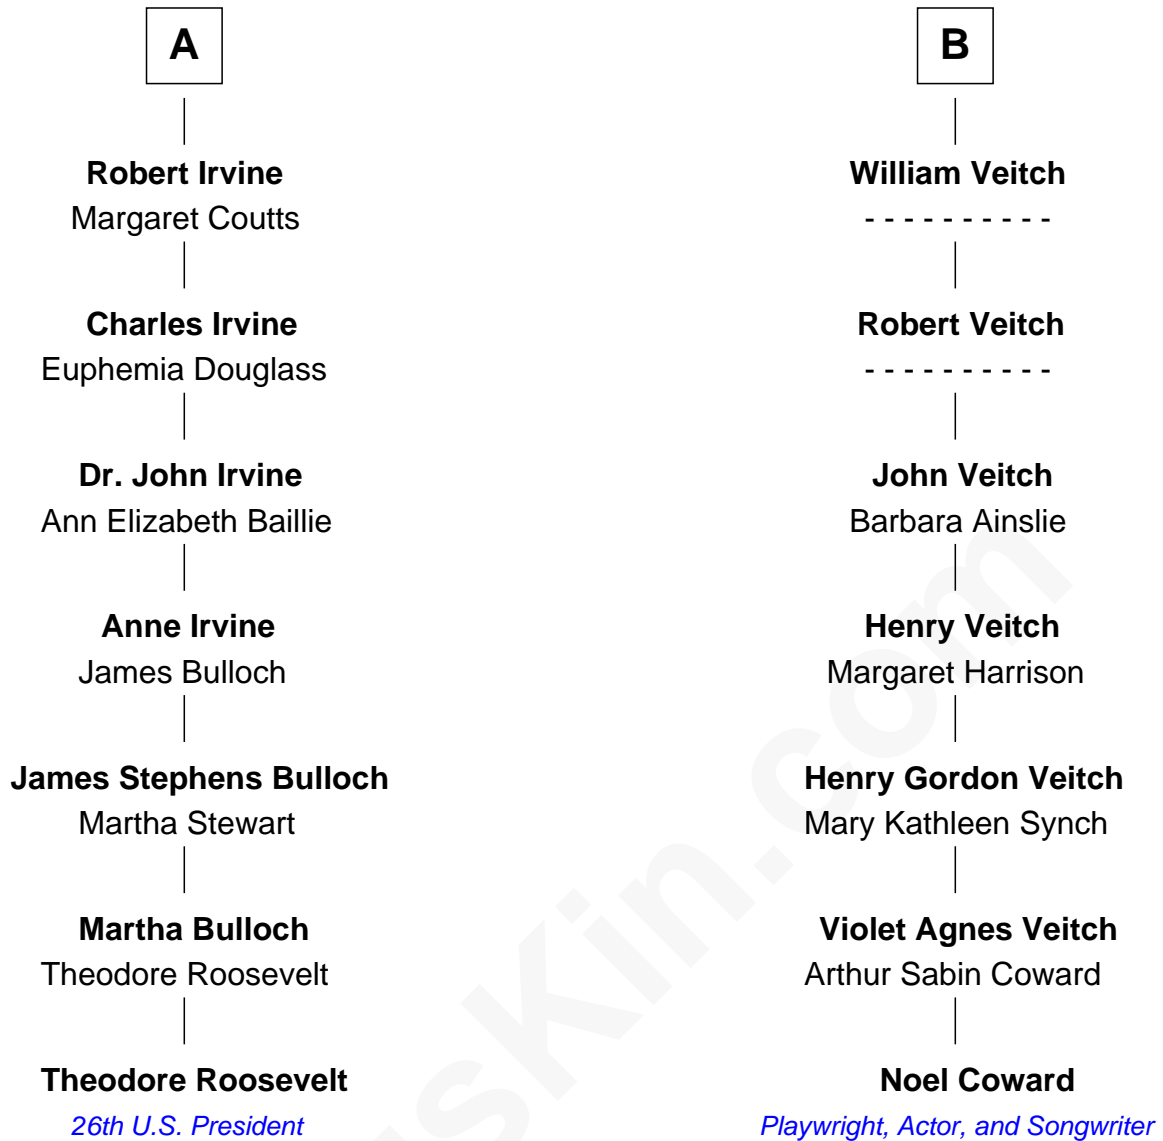 A
Robert Irvine
Margaret Coutts
Charles Irvine
Euphemia Douglass
Dr. John Irvine
Ann Elizabeth Baillie
Anne Irvine
James Bulloch
James Stephens Bulloch
Martha Stewart
Martha Bulloch
Theodore Roosevelt
Theodore Roosevelt
26th U.S. President
B
William Veitch
- - - - - - - - - -
Robert Veitch
- - - - - - - - - -
John Veitch
Barbara Ainslie
Henry Veitch
Margaret Harrison
Henry Gordon Veitch
Mary Kathleen Synch
Violet Agnes Veitch
Arthur Sabin Coward
Noel Coward
Playwright, Actor, and Songwriter